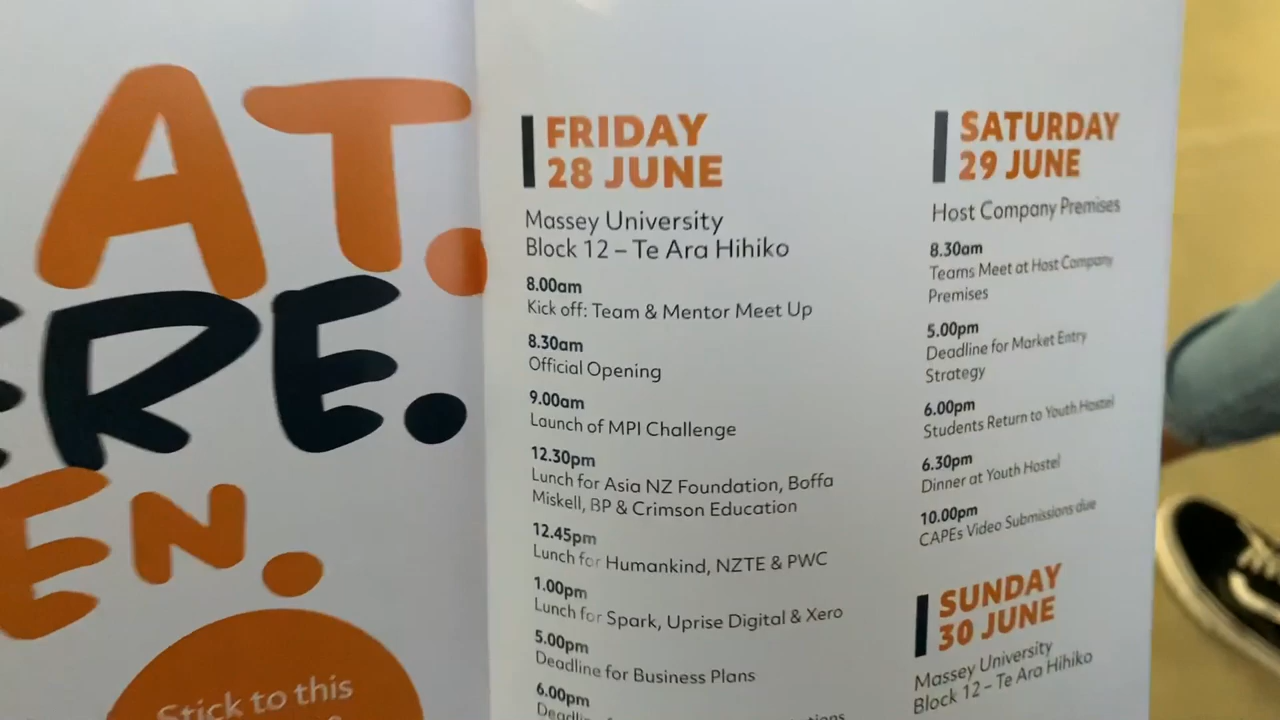 AT.
RE.
EN.
Stick to this
FRIDAY
28 JUNE
Massey University
Block 12 – Te Ara Hihiko
8.00am
Kick off: Team & Mentor Meet Up
8.30am
Official Opening
9.00am
Launch of MPI Challenge
12.30pm
Lunch for Asia NZ Foundation, Boffa
Miskell, BP & Crimson Education
12.45pm
Lunch for Humankind, NZTE & PWC
1.00pm
Lunch for Spark, Uprise Digital & Xero
5.00pm
Deadline for Business Plans
6.00pm
SATURDAY
29 JUNE
Host Company Premises
8.30am
Teams Meet at Host Company
Premises
5.00pm
Deadline for Market Entry
Strategy
6.00pm
Students Return to Youth Hostel
6.30pm
Dinner at Youth Hostel
10.00pm
CAPEs Video Submissions due
SUNDAY
30 JUNE
Massey University
Block 12 – Te Ara Hihiko